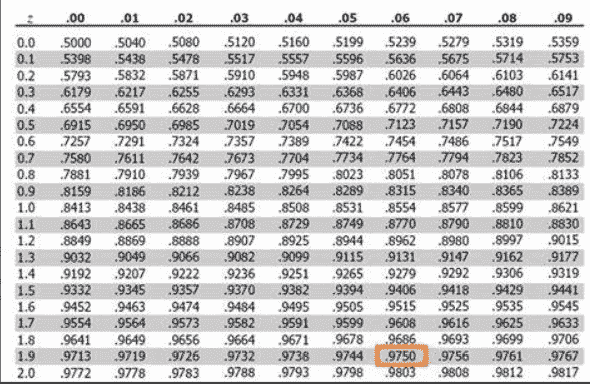 z .00 .01 .02 .03 .04 .05 .06 .07 .08 .09
0.0 .5000 .5040 .5080 .5120 .5160 .5199 .5239 .5279 .5319 .5359
0.1 .5398 .5438 .5478 .5517 .5557 .5596 .5636 .5675 .5714 .5753
0.2 .5793 .5832 .5871 .5910 .5948 .5987 .6026 .6064 .6103 .6141
0.3 .6179 .6217 .6255 .6293 .6331 .6368 .6406 .6443 .6480 .6517
0.4 .6554 .6591 .6628 .6664 .6700 .6736 .6772 .6808 .6844 .6879
0.5 .6915 .6950 .6985 .7019 .7054 .7088 .7123 .7157 .7190 .7224
0.6 .7257 .7291 .7324 .7357 .7389 .7422 .7454 .7486 .7517 .7549
0.7 .7580 .7611 .7642 .7673 .7704 .7734 .7764 .7794 .7823 .7852
0.8 .7881 .7910 .7939 .7967 .7995 .8023 .8051 .8078 .8106 .8133
0.9 .8159 .8186 .8212 .8238 .8264 .8289 .8315 .8340 .8365 .8389
1.0 .8413 .8438 .8461 .8485 .8508 .8531 .8554 .8577 .8599 .8621
1.1 .8643 .8665 .8686 .8708 .8729 .8749 .8770 .8790 .8810 .8830
1.2 .8849 .8869 .8888 .8907 .8925 .8944 .8962 .8980 .8997 .9015
1.3 .9032 .9049 .9066 .9082 .9099 .9115 .9131 .9147 .9162 .9177
1.4 .9192 .9207 .9222 .9236 .9251 .9265 .9279 .9292 .9306 .9319
1.5 .9332 .9345 .9357 .9370 .9382 .9394 .9406 .9418 .9429 .9441
1.6 .9452 .9463 .9474 .9484 .9495 .9505 .9515 .9525 .9535 .9545
1.7 .9554 .9564 .9573 .9582 .9591 .9599 .9608 .9616 .9625 .9633
1.8 .9641 .9649 .9656 .9664 .9671 .9678 .9686 .9693 .9699 .9706
1.9 .9713 .9719 .9726 .9732 .9738 .9744 .9750 .9756 .9761 .9767
2.0 .9772 .9778 .9783 .9788 .9793 .9798 .9803 .9808 .9812 .9817